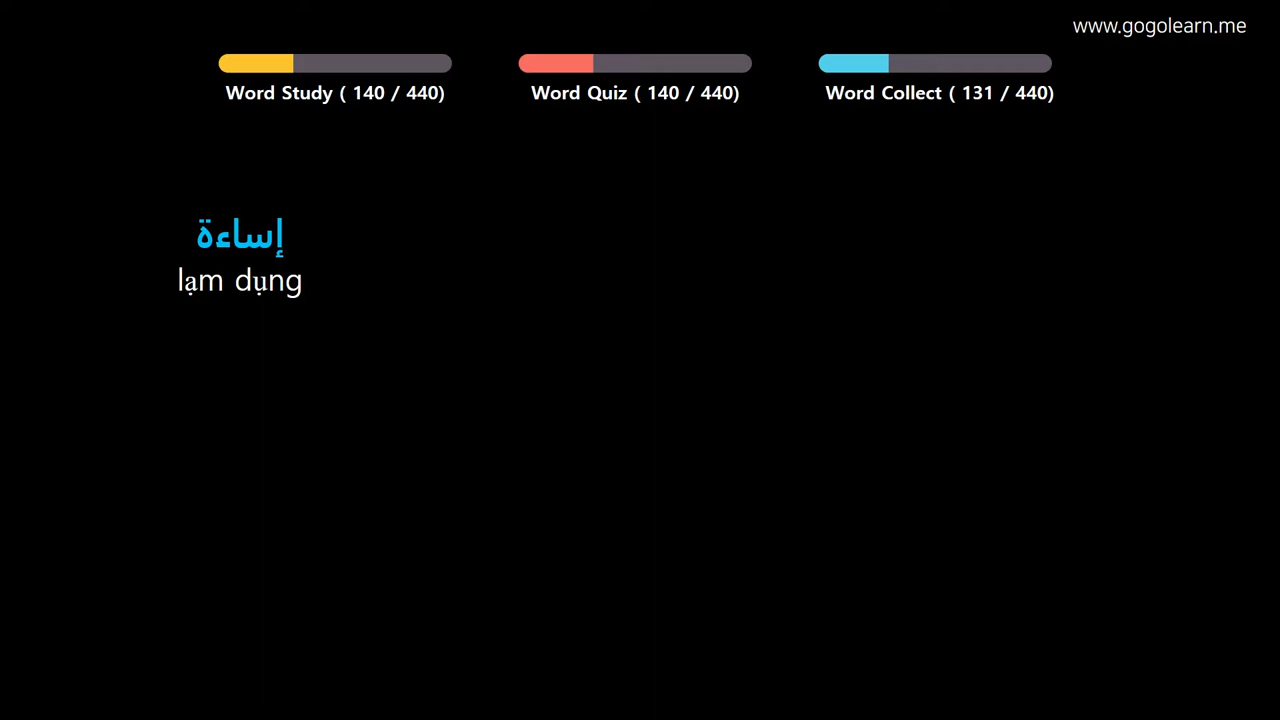 www.gogolearn.me
Word Study ( 140 / 440)
Word Quiz ( 140 / 440)
Word Collect ( 131 / 440)
إساءة
lạm dụng